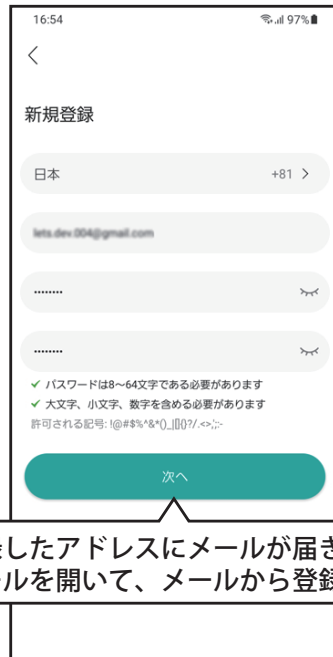 16:54 97%
新規登録
日本 +81 >
lets.dev.004@gmail.com
········
········
✓ パスワードは8〜64文字である必要があります
✓ 大文字、小文字、数字を含める必要があります
許可される記号: !@#$%^&*()_|[]{}?/.<>,';:-
次へ
したアドレスにメールが届き
ルを開いて、メールから登録